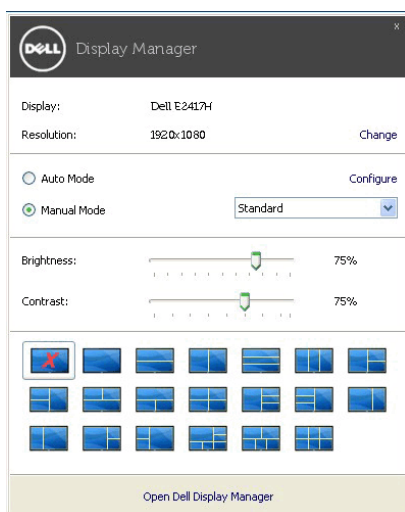 DELL Display Manager
x
Display: Dell E2417H
Resolution: 1920x1080 Change
Auto Mode Configure
Manual Mode Standard
Brightness: 75%
Contrast: 75%
Open Dell Display Manager